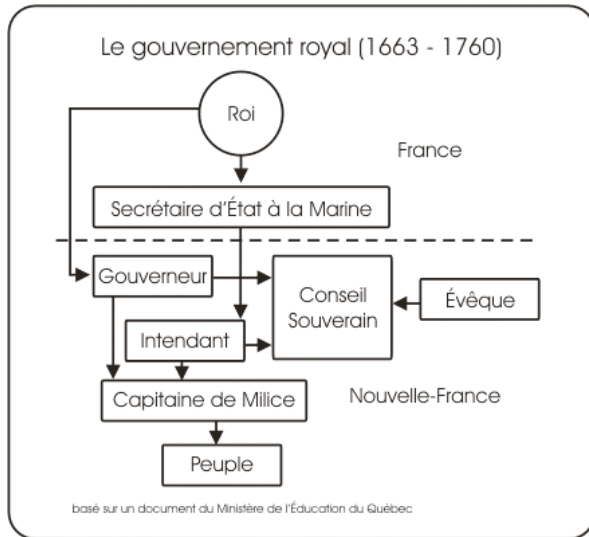 Le gouvernement royal (1663 - 1760)
Roi
France
Secrétaire d'État à la Marine
Gouverneur
Conseil
Souverain
Évêque
Intendant
Capitaine de Milice
Nouvelle-France
Peuple
basé sur un document du Ministère de l'Éducation du Québec